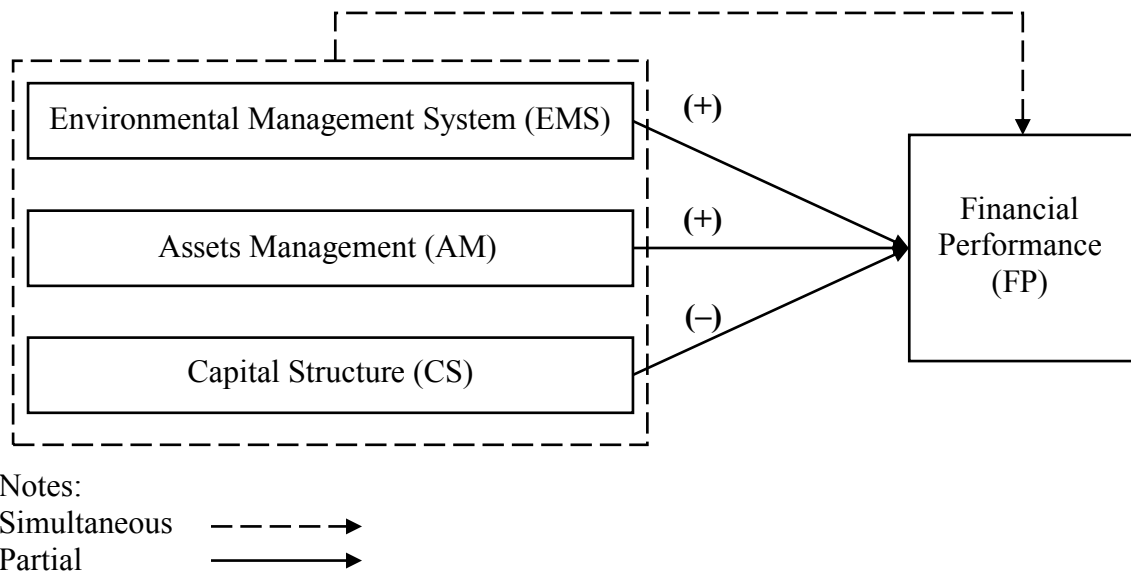 Environmental Management System (EMS)
(+)
Assets Management (AM)
(+)
Capital Structure (CS)
(–)
Financial
Performance
(FP)
Notes:
Simultaneous
Partial